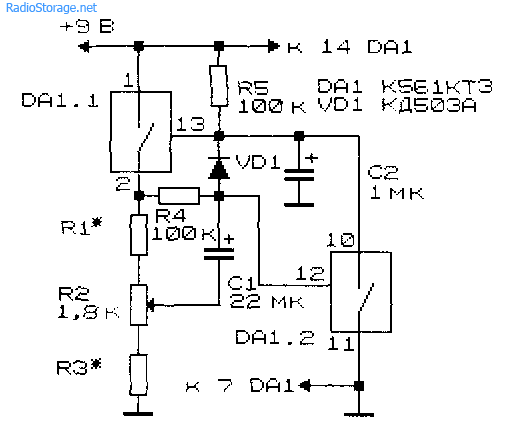 RadioStorage.net
+9 В
к 14 DA1
1
DA1.1
R5
100 к
DA1 К561КТ3
VD1 КД503А
13
2
VD1
+
C2
1 мк
R4
100 к
R1*
+
10
12
C1
22 мк
R2
1,8 к
DA1.2
11
R3*
к 7 DA1